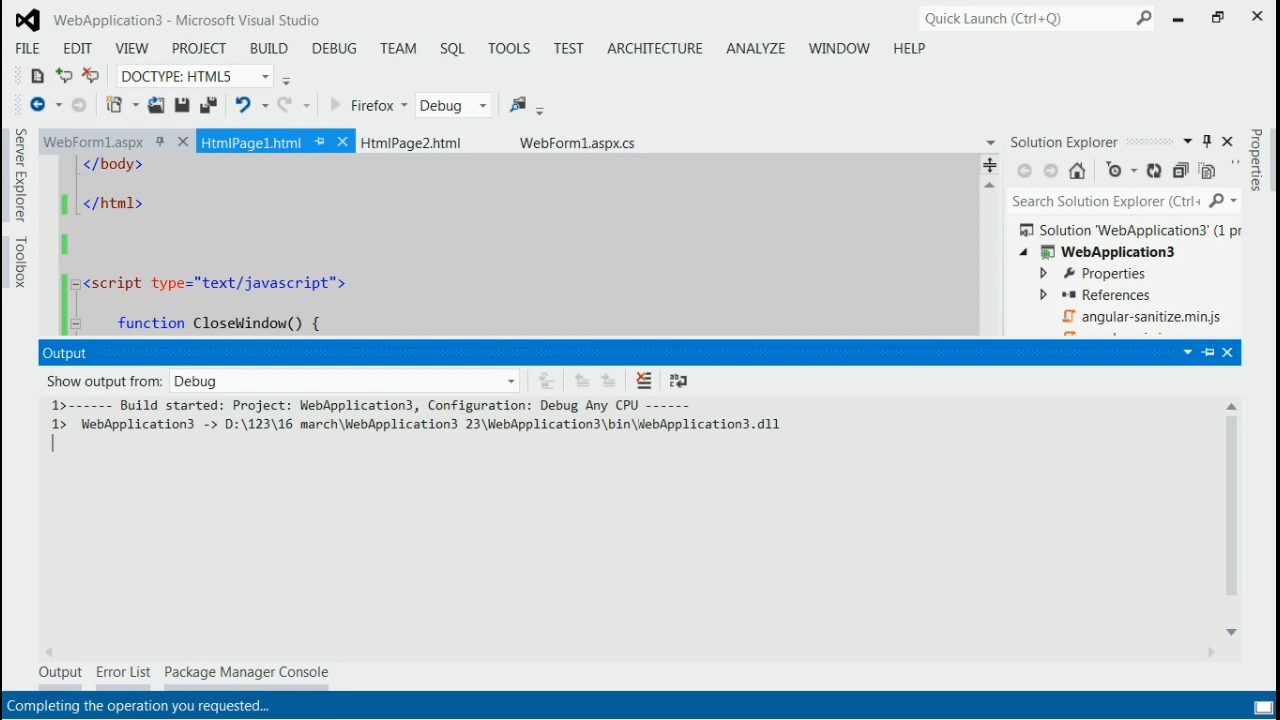 WebApplication3 - Microsoft Visual Studio
Quick Launch (Ctrl+Q)
FILE EDIT VIEW PROJECT BUILD DEBUG TEAM SQL TOOLS TEST ARCHITECTURE ANALYZE WINDOW HELP
DOCTYPE: HTML5
Firefox Debug
Server Explorer
Toolbox
WebForm1.aspx HtmlPage1.html HtmlPage2.html WebForm1.aspx.cs
</body>
</html>
<script type="text/javascript">
function CloseWindow() {
Solution Explorer
Search Solution Explorer (Ctrl+
Solution 'WebApplication3' (1 pr
WebApplication3
Properties
References
angular-sanitize.min.js
Properties
Output
Show output from: Debug
1>------ Build started: Project: WebApplication3, Configuration: Debug Any CPU ------
1>  WebApplication3 -> D:\123\16 march\WebApplication3 23\WebApplication3\bin\WebApplication3.dll
Output Error List Package Manager Console
Completing the operation you requested...